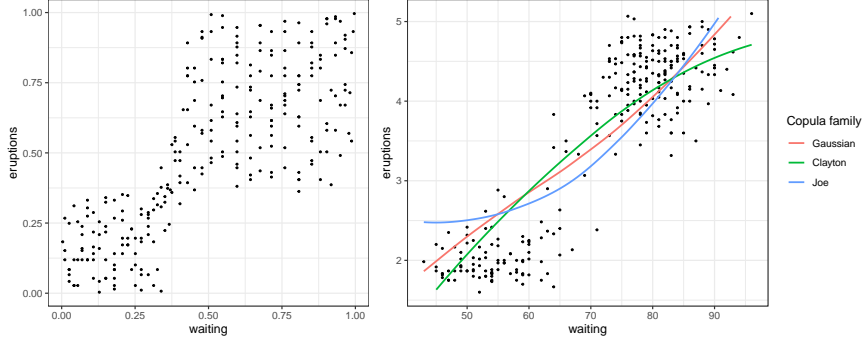 1.00
0.75
0.50
0.25
0.00
eruptions
0.00 0.25 0.50 0.75 1.00
waiting
5
4
3
2
eruptions
50 60 70 80 90
waiting
Copula family
Gaussian
Clayton
Joe